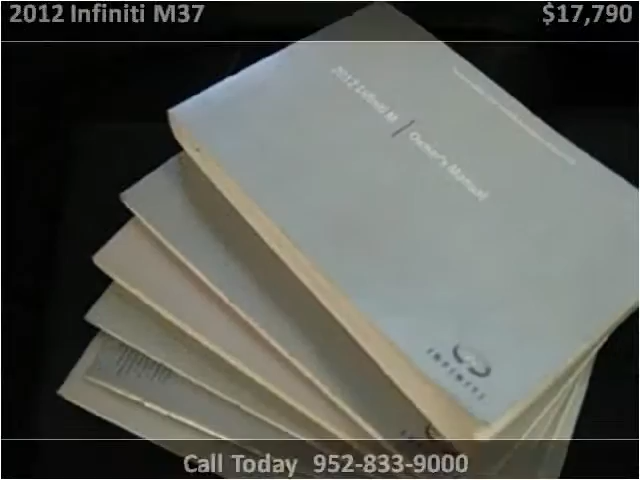 2012 Infiniti M37 $17,790
2012 Infiniti M | Owner's Manual
INFINITI
Call Today 952-833-9000